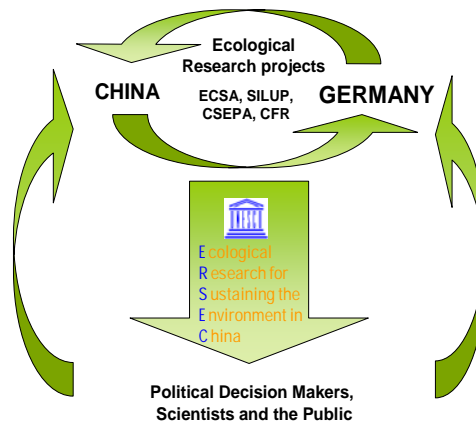 Ecological
Research projects
CHINA
ECSA, SILUP,
CSEPA, CFR
GERMANY
Ecological
Research for
Sustaining the
Environment in
China
Political Decision Makers,
Scientists and the Public